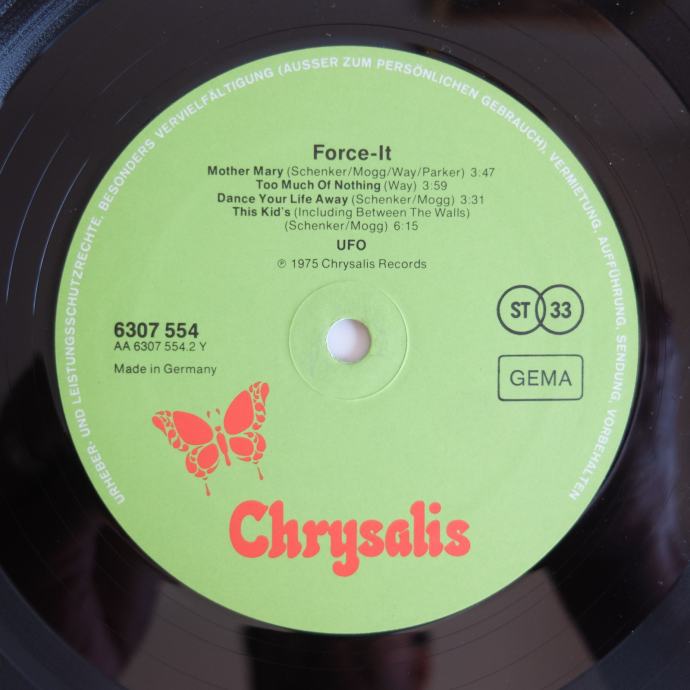 URHEBER- UND LEISTUNGSSCHUTZRECHTE, BESONDERS VERVIELFÄLTIGUNG (AUSSER ZUM PERSÖNLICHEN GEBRAUCH), VERMIETUNG, AUFFÜHRUNG, SENDUNG, VORBEHALTEN
Force-It
Mother Mary (Schenker/Mogg/Way/Parker) 3:47
Too Much Of Nothing (Way) 3:59
Dance Your Life Away (Schenker/Mogg) 3:31
This Kid's (Including Between The Walls)
(Schenker/Mogg) 6:15
UFO
℗ 1975 Chrysalis Records
6307 554
AA 6307 554.2 Y
Made in Germany
ST 33
GEMA
Chrysalis